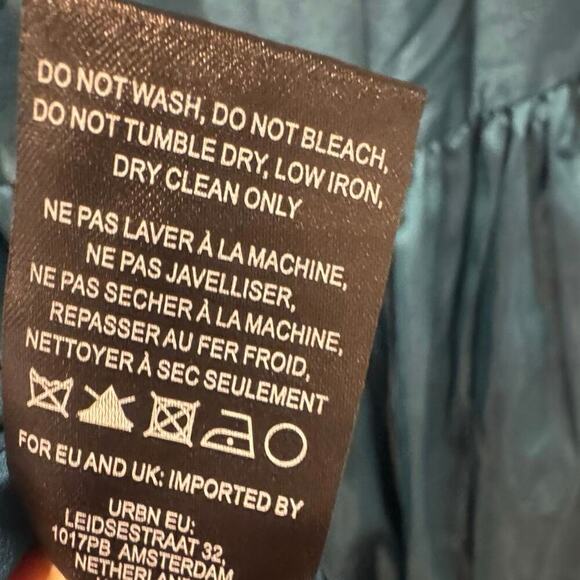 DO NOT WASH, DO NOT BLEACH,
DO NOT TUMBLE DRY, LOW IRON,
DRY CLEAN ONLY
NE PAS LAVER À LA MACHINE,
NE PAS JAVELLISER,
NE PAS SECHER À LA MACHINE,
REPASSER AU FER FROID,
NETTOYER À SEC SEULEMENT
FOR EU AND UK: IMPORTED BY
URBN EU:
LEIDSESTRAAT 32,
1017PB AMSTERDAM
NETHERLAN